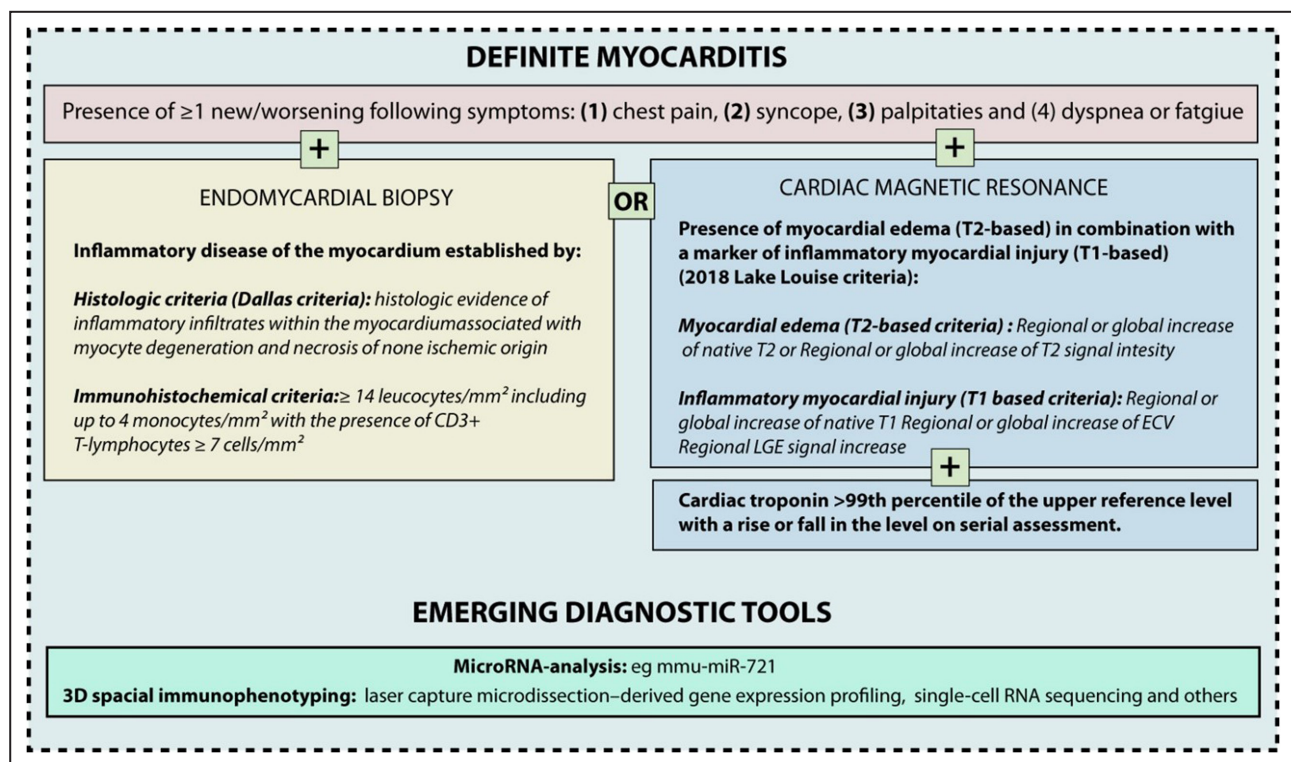 DEFINITE MYOCARDITIS
Presence of ≥1 new/worsening following symptoms: (1) chest pain, (2) syncope, (3) palpitaties and (4) dyspnea or fatgiue
+
+
ENDOMYCARDIAL BIOPSY
Inflammatory disease of the myocardium established by:
Histologic criteria (Dallas criteria): histologic evidence of
inflammatory infiltrates within the myocardiumassociated with
myocyte degeneration and necrosis of none ischemic origin
Immunohistochemical criteria:≥ 14 leucocytes/mm² including
up to 4 monocytes/mm² with the presence of CD3+
T-lymphocytes ≥ 7 cells/mm²
OR
CARDIAC MAGNETIC RESONANCE
Presence of myocardial edema (T2-based) in combination with
a marker of inflammatory myocardial injury (T1-based)
(2018 Lake Louise criteria):
Myocardial edema (T2-based criteria) : Regional or global increase
of native T2 or Regional or global increase of T2 signal intesity
Inflammatory myocardial injury (T1 based criteria): Regional or
global increase of native T1 Regional or global increase of ECV
Regional LGE signal increase
+
Cardiac troponin >99th percentile of the upper reference level
with a rise or fall in the level on serial assessment.
EMERGING DIAGNOSTIC TOOLS
MicroRNA-analysis: eg mmu-miR-721
3D spacial immunophenotyping: laser capture microdissection–derived gene expression profiling, single-cell RNA sequencing and others